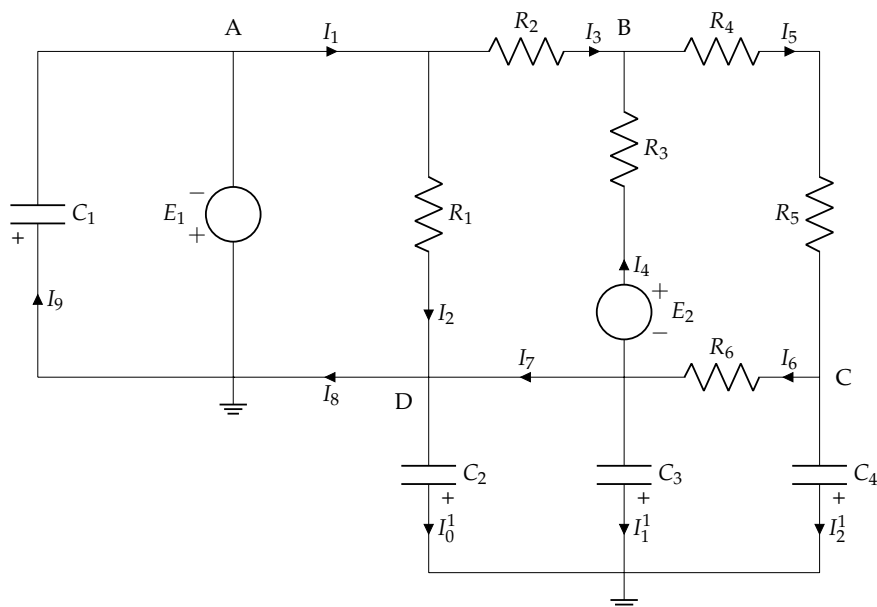 A I₁ R₂ I₃ B R₄ I₅
− R₃
C₁ E₁ R₁ R₅
+ +
I₉ I₄ +
I₂ E₂
−
I₇ R₆ I₆
I₈ D C
C₂ C₃ C₄
+ + +
I₀¹ I₁¹ I₂¹